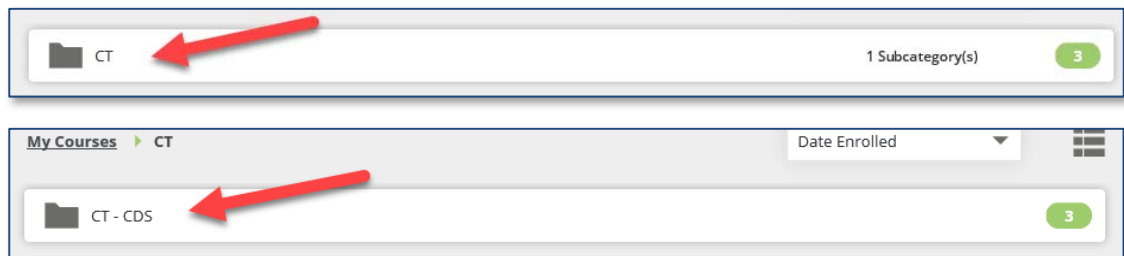 CT 1 Subcategory(s) 3
My Courses CT Date Enrolled
CT - CDS 3